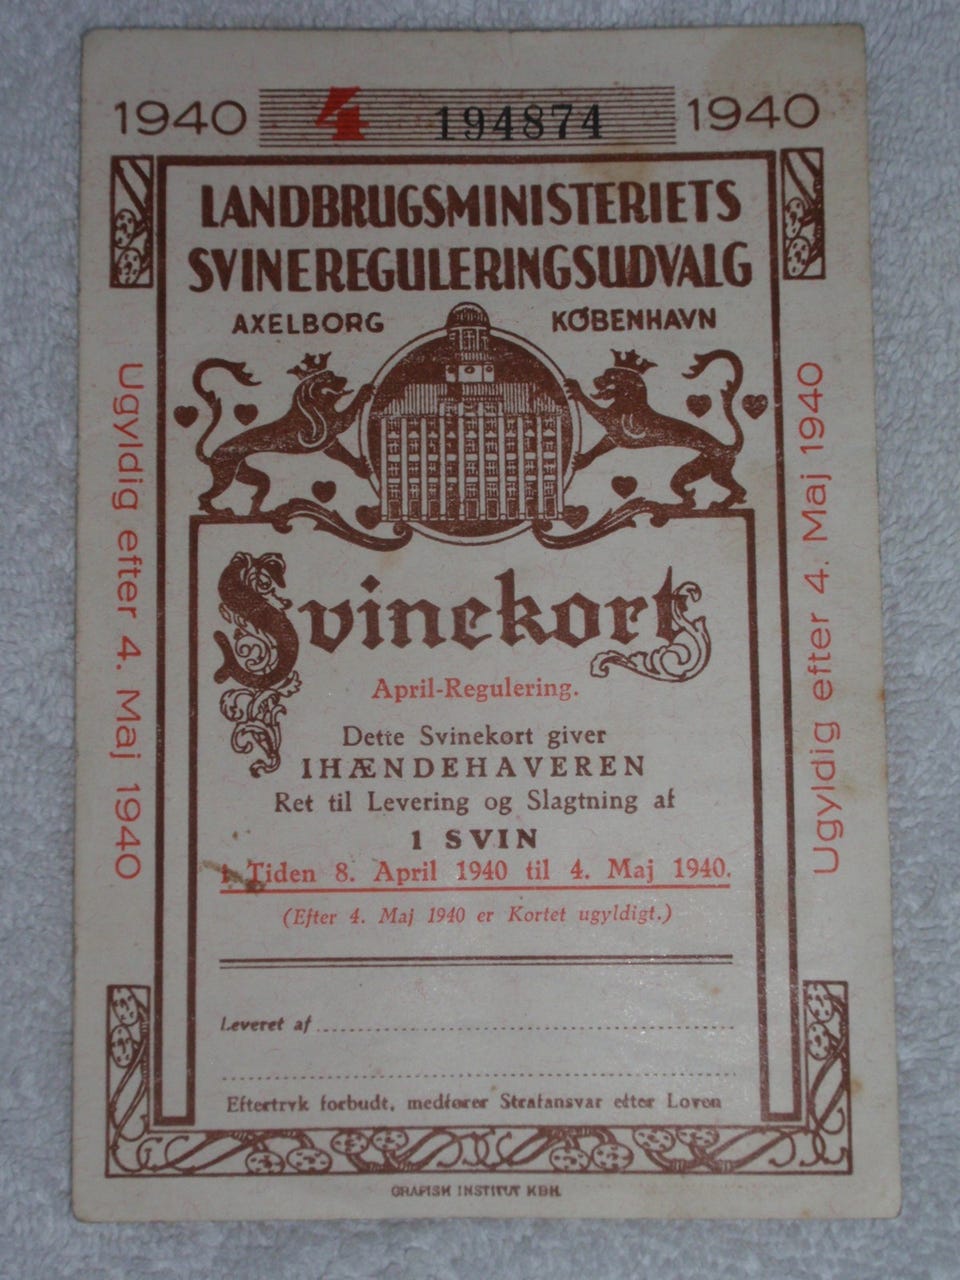 1940 4 194874 1940
LANDBRUGSMINISTERIETS
SVINEREGULERINGSUDVALG
AXELBORG KØBENHAVN
Ugyldig efter 4. Maj 1940
Ugyldig efter 4. Maj 1940
Svinekort
April-Regulering.
Dette Svinekort giver
IHÆNDEHAVEREN
Ret til Levering og Slagtning af
1 SVIN
i Tiden 8. April 1940 til 4. Maj 1940.
(Efter 4. Maj 1940 er Kortet ugyldigt.)
Leveret af
Eftertryk forbudt, medfører Strafansvar efter Loven
GRAFISK INSTITUT KBH.